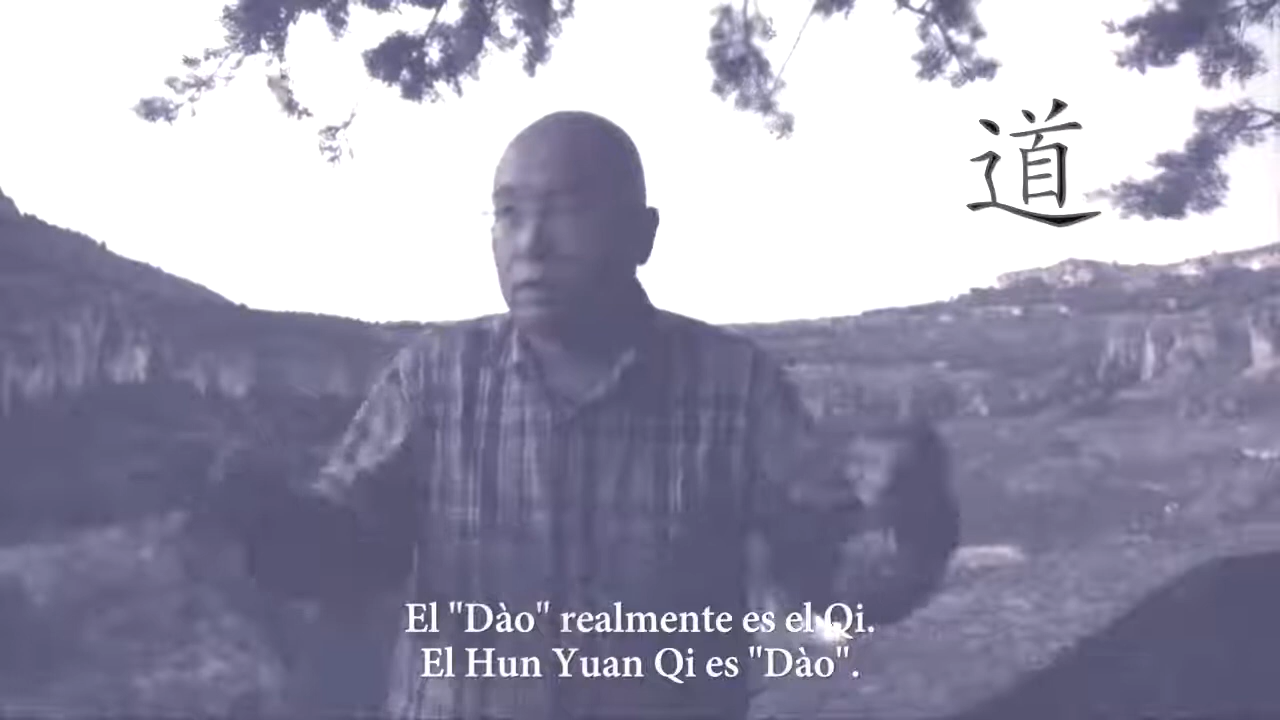 道
El "Dào" realmente es el Qi.
El Hun Yuan Qi es "Dào".